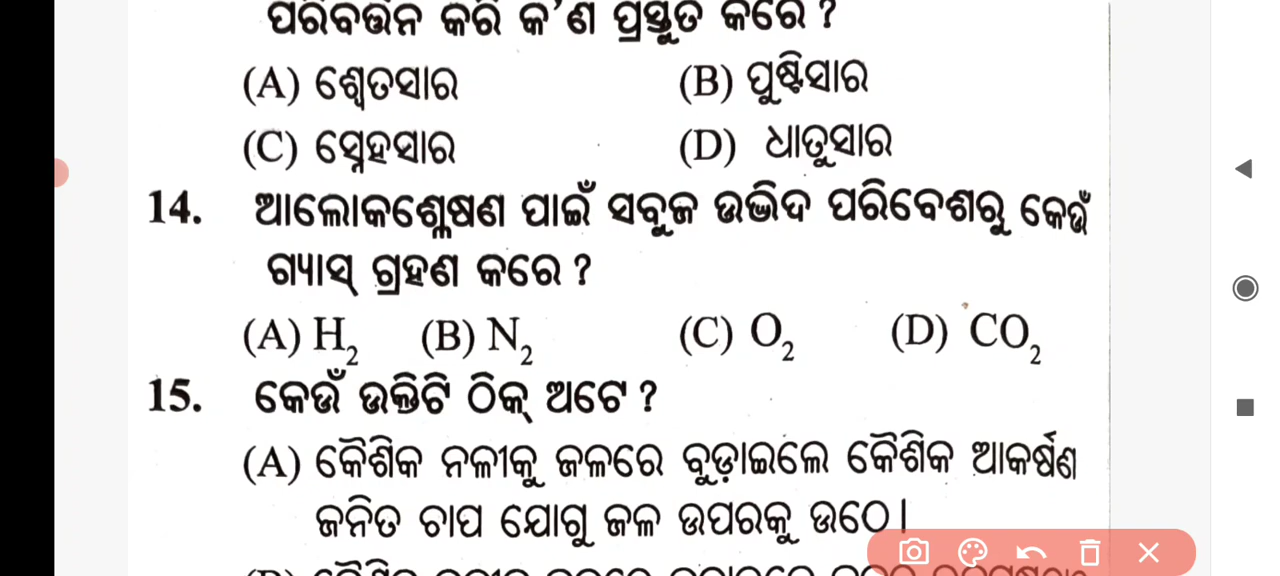 ପରିବର୍ତ୍ତନ କରି କ'ଣ ପ୍ରସ୍ତୁତ କରେ ?
(A) ଶ୍ୱେତସାର (B) ପୁଷ୍ଟିସାର
(C) ସ୍ନେହସାର (D) ଧାତୁସାର
14. ଆଲୋକଶ୍ଳେଷଣ ପାଇଁ ସବୁଜ ଉଦ୍ଭିଦ ପରିବେଶରୁ କେଉଁ
ଗ୍ୟାସ୍ ଗ୍ରହଣ କରେ ?
(A) H₂ (B) N₂ (C) O₂ (D) CO₂
15. କେଉଁ ଉକ୍ତିଟି ଠିକ୍ ଅଟେ ?
(A) କୈଶିକ ନଳୀକୁ ଜଳରେ ବୁଡ଼ାଇଲେ କୈଶିକ ଆକର୍ଷଣ
ଜନିତ ଚାପ ଯୋଗୁ ଜଳ ଉପରକୁ ଉଠେ।